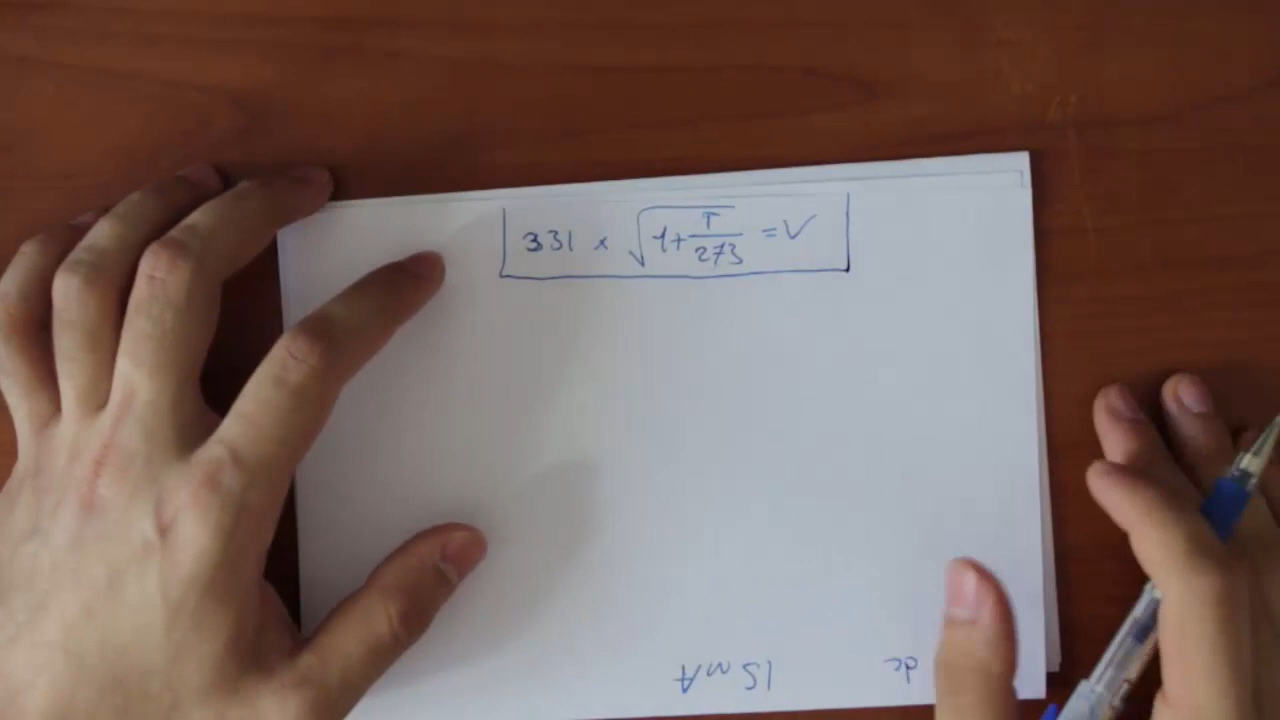 331 × √(1+T/273) = V
15 mA dc